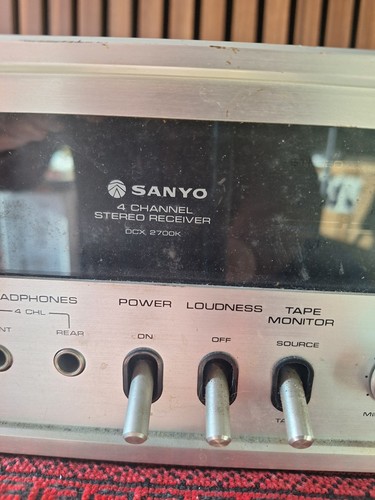 SANYO
4 CHANNEL
STEREO RECEIVER
DCX 2700K
ADPHONES
4 CHL
NT
REAR
POWER
ON
LOUDNESS
OFF
TAPE
MONITOR
SOURCE